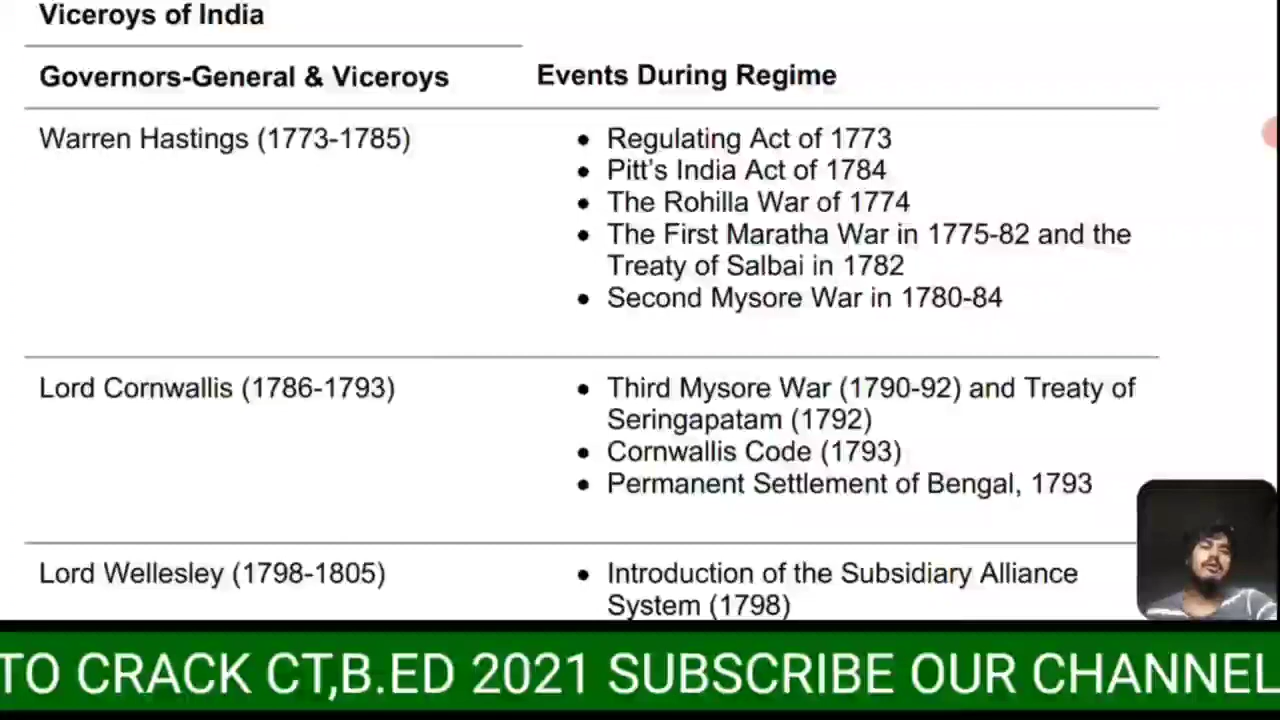 Viceroys of India
Governors-General & Viceroys
Events During Regime
Warren Hastings (1773-1785)
• Regulating Act of 1773
• Pitt's India Act of 1784
• The Rohilla War of 1774
• The First Maratha War in 1775-82 and the
Treaty of Salbai in 1782
• Second Mysore War in 1780-84
Lord Cornwallis (1786-1793)
• Third Mysore War (1790-92) and Treaty of
Seringapatam (1792)
• Cornwallis Code (1793)
• Permanent Settlement of Bengal, 1793
Lord Wellesley (1798-1805)
• Introduction of the Subsidiary Alliance
System (1798)
TO CRACK CT,B.ED 2021 SUBSCRIBE OUR CHANNEL